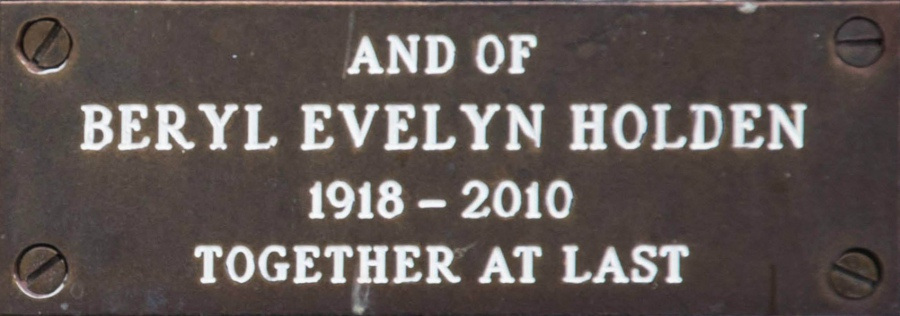 AND OF
BERYL EVELYN HOLDEN
1918 – 2010
TOGETHER AT LAST